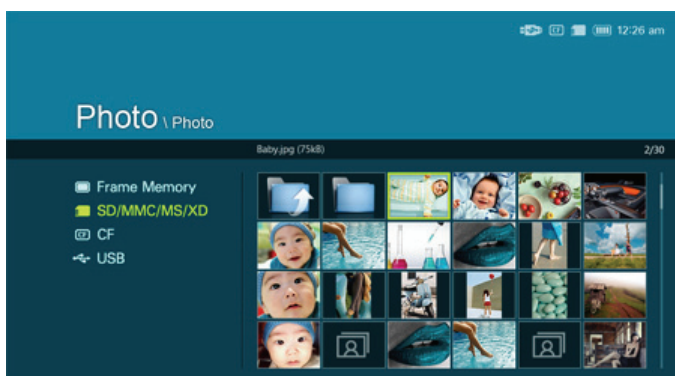 12:26 am
Photo \ Photo
Baby.jpg (75kB)
2/30
Frame Memory
SD/MMC/MS/XD
CF
USB